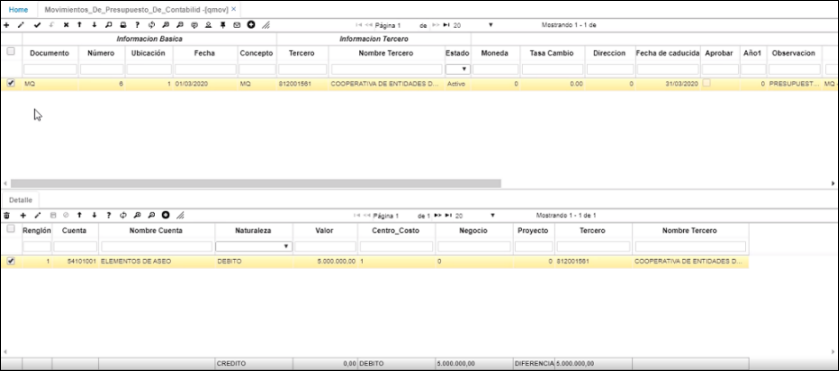 Home Movimientos_De_Presupuesto_De_Contabilid -[qmov] ×
Página 1 de 20 Mostrando 1 - 1 de
Informacion Basica Informacion Tercero
Documento Número Ubicación Fecha Concepto Tercero Nombre Tercero Estado Moneda Tasa Cambio Direccion Fecha de caducida Aprobar Año1 Observacion
MQ 6 1 01/03/2020 MQ 812001561 COOPERATIVA DE ENTIDADES D... Activo 0 0.00 0 31/03/2020 0 PRESUPUEST... MQ
Detalle
Página 1 de 1 20 Mostrando 1 - 1 de 1
Renglón Cuenta Nombre Cuenta Naturaleza Valor Centro_Costo Negocio Proyecto Tercero Nombre Tercero
1 54101001 ELEMENTOS DE ASEO DEBITO 5.000.000.00 1 0 0 812001561 COOPERATIVA DE ENTIDADES D...
CREDITO 0,00 DEBITO 5.000.000,00 DIFERENCIA 5.000.000,00